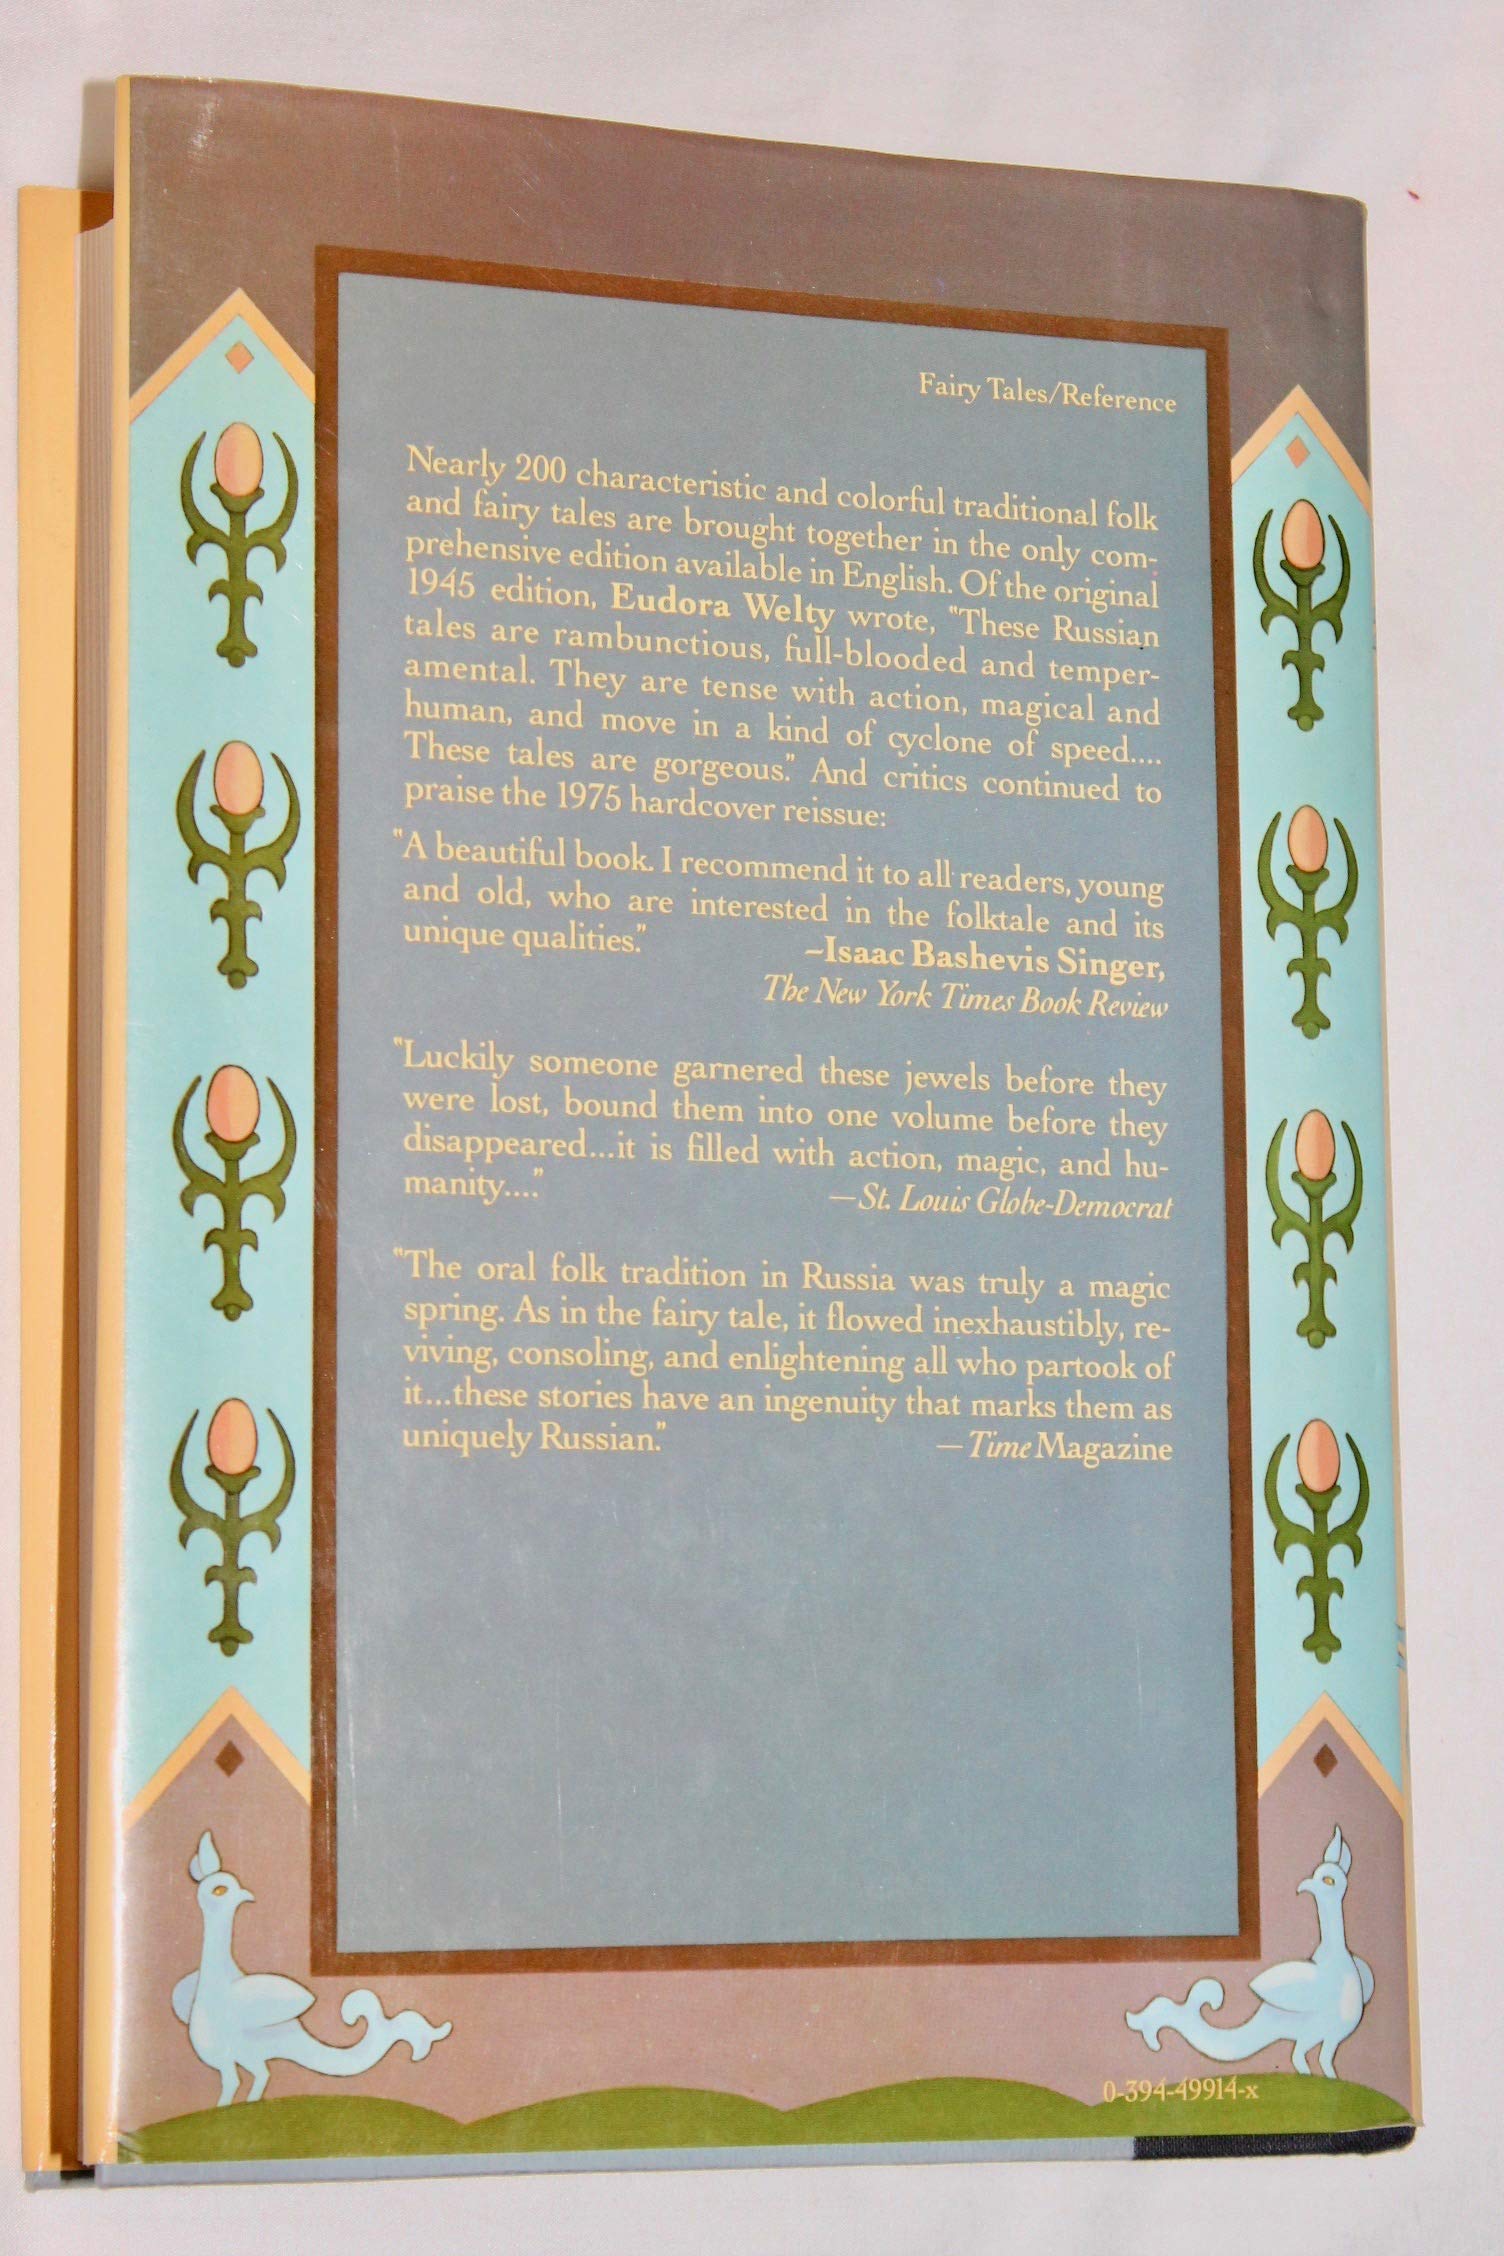 Fairy Tales/Reference
Nearly 200 characteristic and colorful traditional folk
and fairy tales are brought together in the only com-
prehensive edition available in English. Of the original
1945 edition, Eudora Welty wrote, "These Russian
tales are rambunctious, full-blooded and temper-
amental. They are tense with action, magical and
human, and move in a kind of cyclone of speed....
These tales are gorgeous." And critics continued to
praise the 1975 hardcover reissue:
"A beautiful book. I recommend it to all readers, young
and old, who are interested in the folktale and its
unique qualities." –Isaac Bashevis Singer,
The New York Times Book Review
"Luckily someone garnered these jewels before they
were lost, bound them into one volume before they
disappeared...it is filled with action, magic, and hu-
manity...." —St. Louis Globe-Democrat
"The oral folk tradition in Russia was truly a magic
spring. As in the fairy tale, it flowed inexhaustibly, re-
viving, consoling, and enlightening all who partook of
it...these stories have an ingenuity that marks them as
uniquely Russian." —Time Magazine
0-394-49914-x